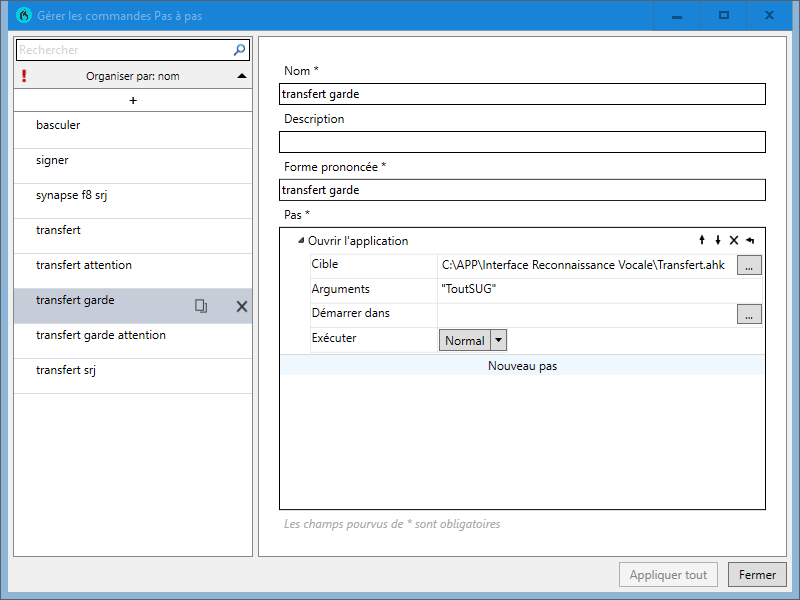 Gérer les commandes Pas à pas
Rechercher
Organiser par: nom
+
basculer
signer
synapse f8 srj
transfert
transfert attention
transfert garde
transfert garde attention
transfert srj
Nom *
transfert garde
Description
Forme prononcée *
transfert garde
Pas *
Ouvrir l'application
Cible C:\APP\Interface Reconnaissance Vocale\Transfert.ahk ...
Arguments "ToutSUG"
Démarrer dans ...
Exécuter Normal
Nouveau pas
Les champs pourvus de * sont obligatoires
Appliquer tout Fermer